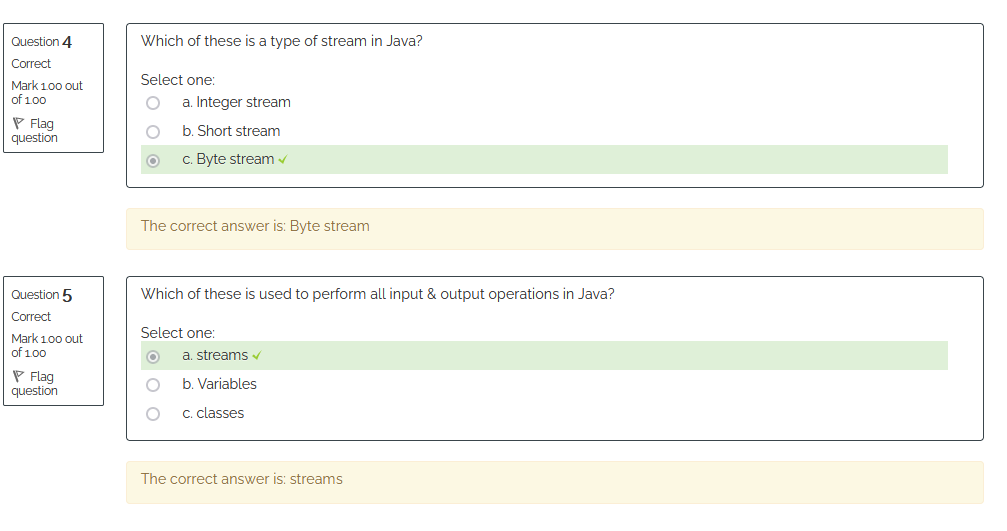 Question 4
Correct
Mark 1.00 out
of 1.00
Flag
question
Which of these is a type of stream in Java?
Select one:
a. Integer stream
b. Short stream
c. Byte stream
The correct answer is: Byte stream
Question 5
Correct
Mark 1.00 out
of 1.00
Flag
question
Which of these is used to perform all input & output operations in Java?
Select one:
a. streams
b. Variables
c. classes
The correct answer is: streams